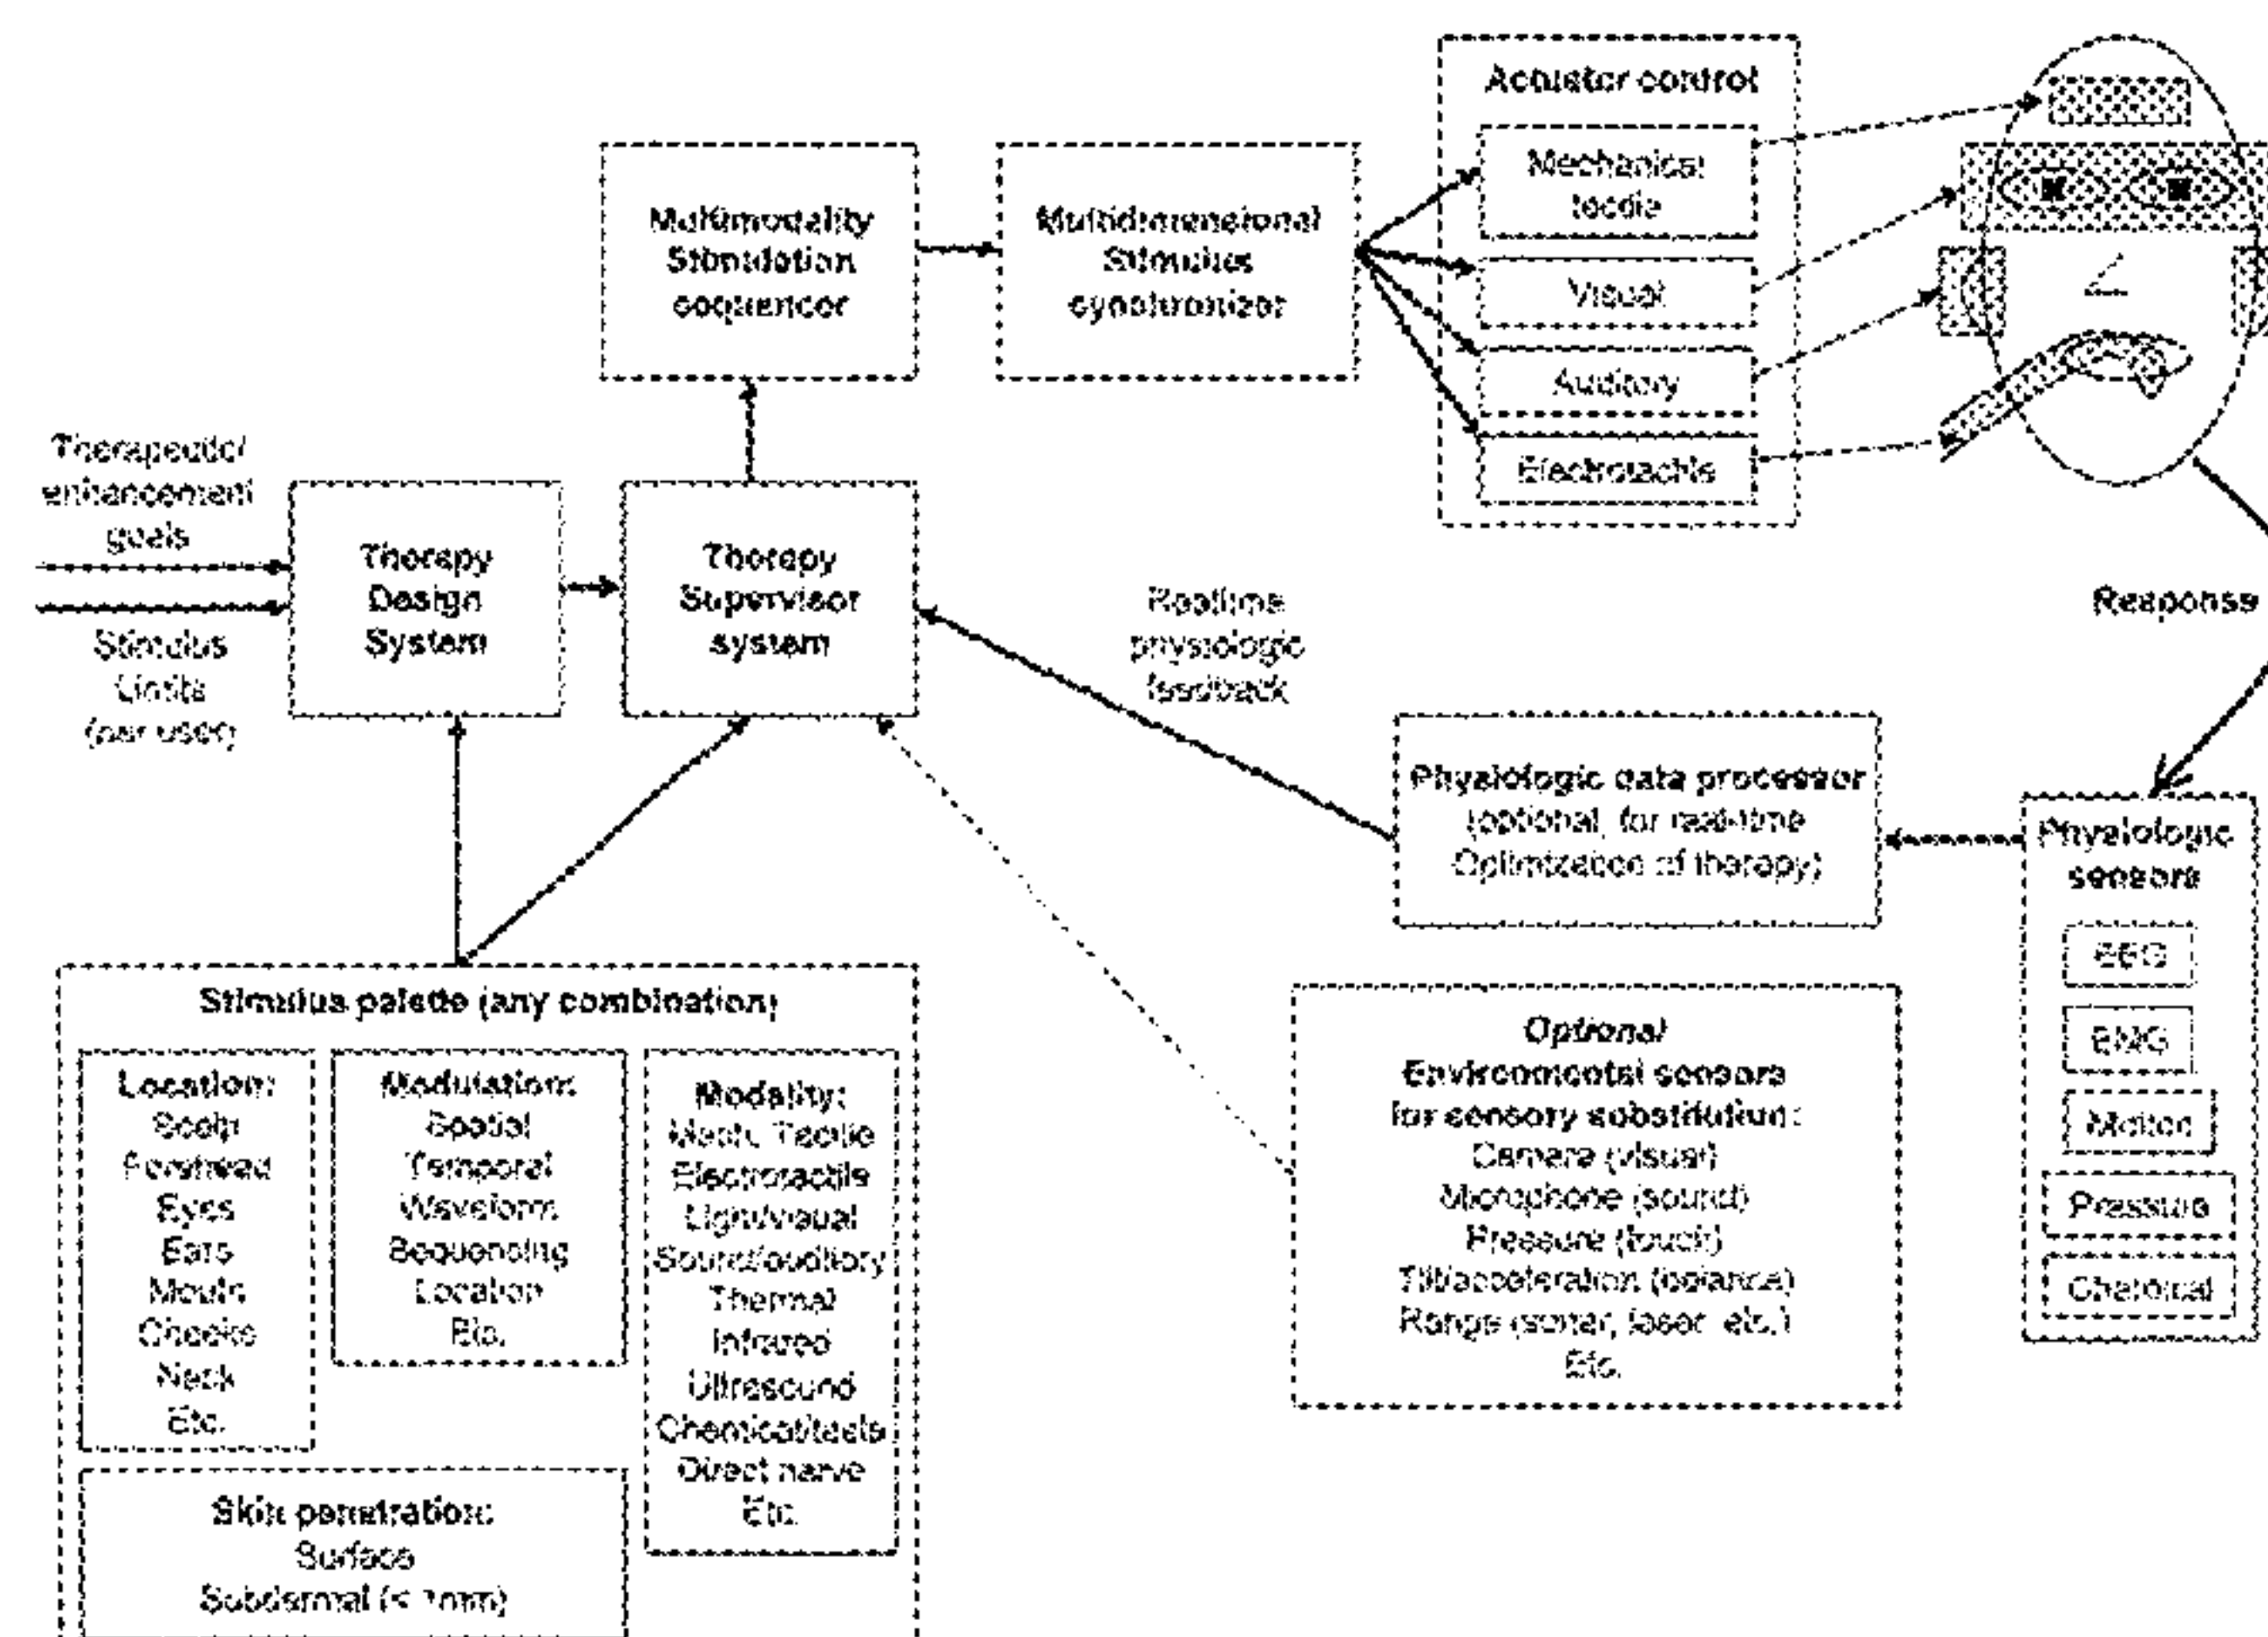 Actuator control
Mechanical
tactile
Visual
Auditory
Electrotactile
Multimodality
Stimulation
sequencer
Multidimensional
Stimulus
synchronizer
Therapeutic/
enhancement
goals
Stimulus
Limits
(per user)
Therapy
Design
System
Therapy
Supervisor
system
Realtime
physiologic
feedback
Response
Physiologic data processor
(optional, for real-time
Optimization of therapy)
Physiologic
sensors
EEG
EMG
Motion
Pressure
Chemical
Stimulus palette (any combination)
Location:
Scalp
Forehead
Eyes
Ears
Mouth
Cheeks
Neck
Etc.
Modulation:
Spatial
Temporal
Waveform
Sequencing
Location
Etc.
Modality:
Mech. Tactile
Electrotactile
Light/visual
Sound/auditory
Thermal
Infrared
Ultrasound
Chemical/taste
Direct nerve
Etc.
Skin penetration:
Surface
Subdermal (< 1mm)
Optional
Environmental sensors
for sensory substitution:
Camera (visual)
Microphone (sound)
Pressure (touch)
Tilt/acceleration (balance)
Range (sonar, laser, etc.)
Etc.